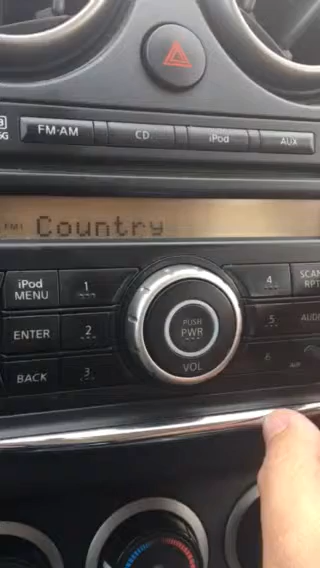 FM·AM CD iPod AUX
FM1 Country
iPod MENU 1 4 SCAN RPT
ENTER 2 PUSH PWR 5
BACK 3 VOL 6